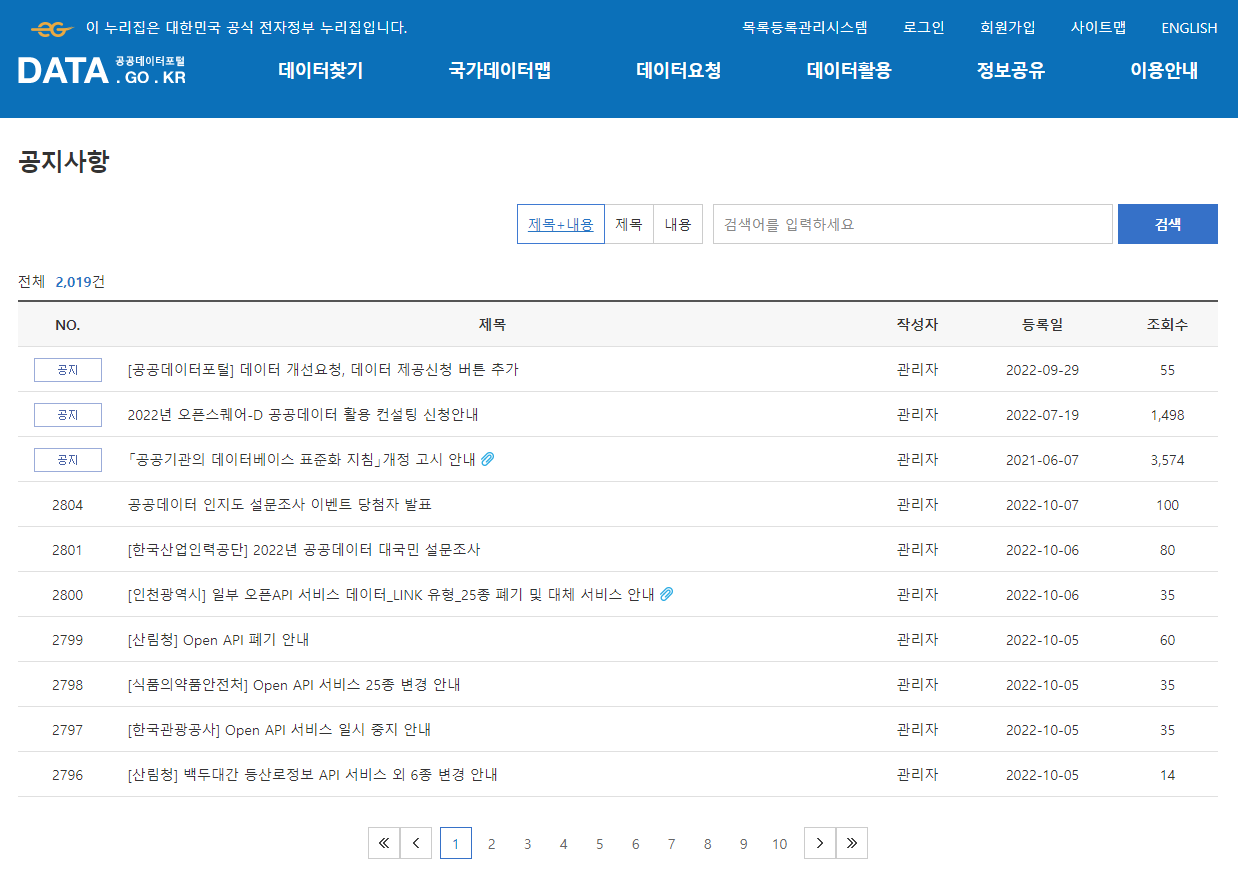 이 누리집은 대한민국 공식 전자정부 누리집입니다.
목록등록관리시스템 로그인 회원가입 사이트맵 ENGLISH
DATA 공공데이터포털 . GO . KR
데이터찾기 국가데이터맵 데이터요청 데이터활용 정보공유 이용안내
공지사항
제목+내용 제목 내용 검색어를 입력하세요 검색
전체 2,019건
NO. 제목 작성자 등록일 조회수
공지 [공공데이터포털] 데이터 개선요청, 데이터 제공신청 버튼 추가 관리자 2022-09-29 55
공지 2022년 오픈스퀘어-D 공공데이터 활용 컨설팅 신청안내 관리자 2022-07-19 1,498
공지 「공공기관의 데이터베이스 표준화 지침」개정 고시 안내 관리자 2021-06-07 3,574
2804 공공데이터 인지도 설문조사 이벤트 당첨자 발표 관리자 2022-10-07 100
2801 [한국산업인력공단] 2022년 공공데이터 대국민 설문조사 관리자 2022-10-06 80
2800 [인천광역시] 일부 오픈API 서비스 데이터_LINK 유형_25종 폐기 및 대체 서비스 안내 관리자 2022-10-06 35
2799 [산림청] Open API 폐기 안내 관리자 2022-10-05 60
2798 [식품의약품안전처] Open API 서비스 25종 변경 안내 관리자 2022-10-05 35
2797 [한국관광공사] Open API 서비스 일시 중지 안내 관리자 2022-10-05 35
2796 [산림청] 백두대간 등산로정보 API 서비스 외 6종 변경 안내 관리자 2022-10-05 14
1 2 3 4 5 6 7 8 9 10